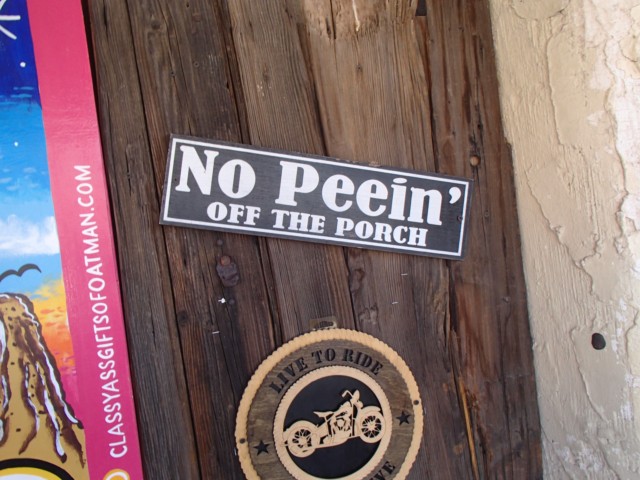 No Peein'
OFF THE PORCH
CLASSYASSGIFTSOFOATMAN.COM
LIVE TO RIDE